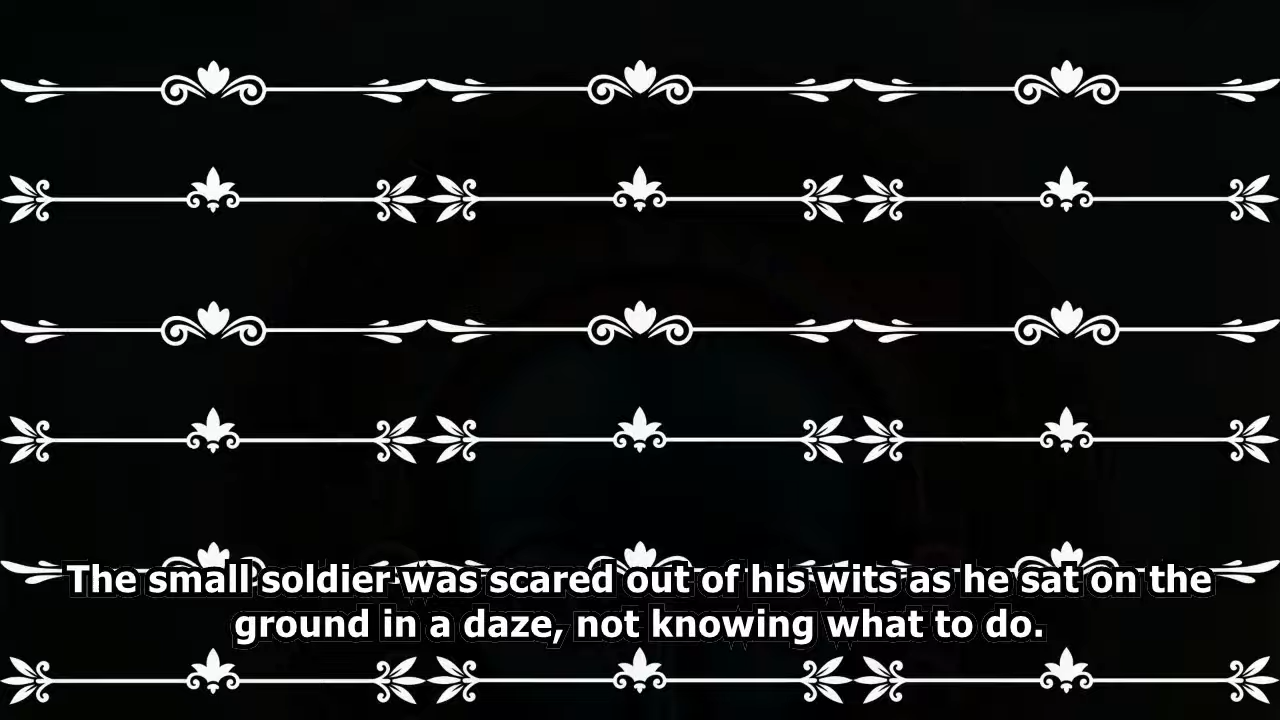 The small soldier was scared out of his wits as he sat on the
ground in a daze, not knowing what to do.